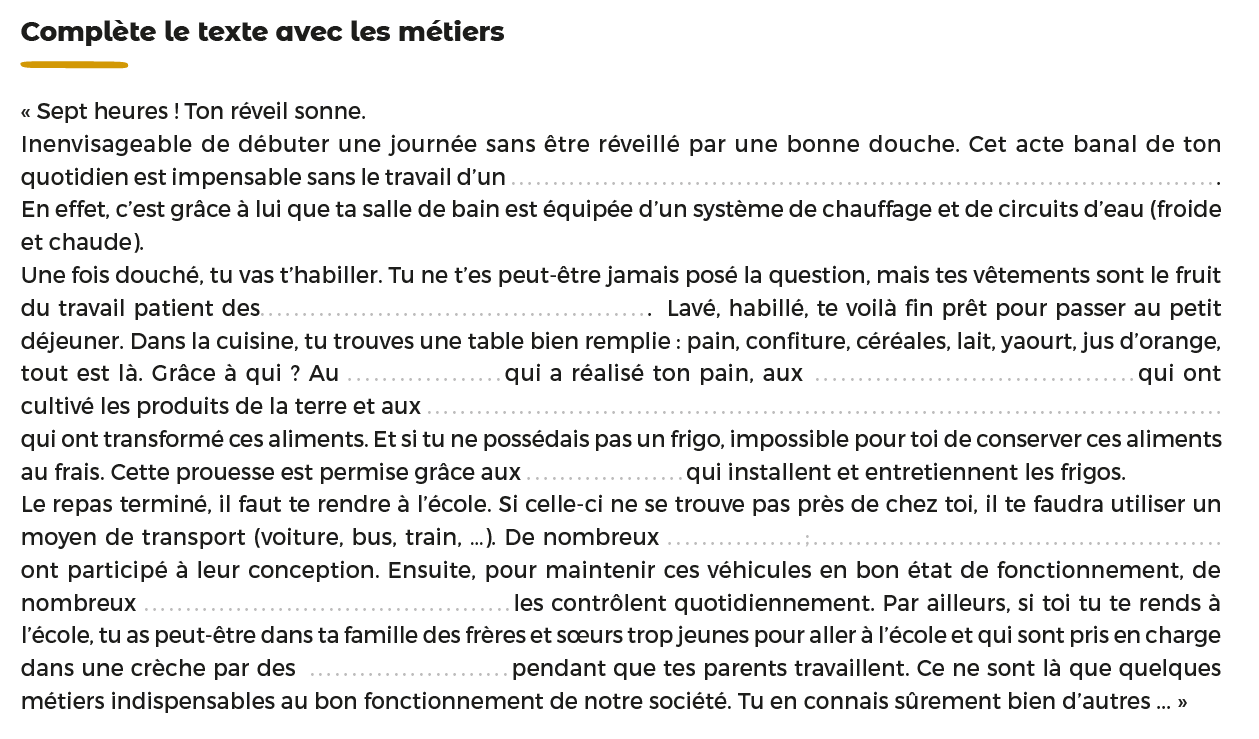 Complète le texte avec les métiers
« Sept heures ! Ton réveil sonne.
Inenvisageable de débuter une journée sans être réveillé par une bonne douche. Cet acte banal de ton
quotidien est impensable sans le travail d'un ........................................................................................................ .
En effet, c'est grâce à lui que ta salle de bain est équipée d'un système de chauffage et de circuits d'eau (froide
et chaude).
Une fois douché, tu vas t'habiller. Tu ne t'es peut-être jamais posé la question, mais tes vêtements sont le fruit
du travail patient des......................................................... . Lavé, habillé, te voilà fin prêt pour passer au petit
déjeuner. Dans la cuisine, tu trouves une table bien remplie : pain, confiture, céréales, lait, yaourt, jus d'orange,
tout est là. Grâce à qui ? Au ...................... qui a réalisé ton pain, aux .............................................. qui ont
cultivé les produits de la terre et aux ....................................................................................................................
qui ont transformé ces aliments. Et si tu ne possédais pas un frigo, impossible pour toi de conserver ces aliments
au frais. Cette prouesse est permise grâce aux ...................... qui installent et entretiennent les frigos.
Le repas terminé, il faut te rendre à l'école. Si celle-ci ne se trouve pas près de chez toi, il te faudra utiliser un
moyen de transport (voiture, bus, train, ...). De nombreux ....................;............................................................
ont participé à leur conception. Ensuite, pour maintenir ces véhicules en bon état de fonctionnement, de
nombreux ..................................................... les contrôlent quotidiennement. Par ailleurs, si toi tu te rends à
l'école, tu as peut-être dans ta famille des frères et sœurs trop jeunes pour aller à l'école et qui sont pris en charge
dans une crèche par des ............................. pendant que tes parents travaillent. Ce ne sont là que quelques
métiers indispensables au bon fonctionnement de notre société. Tu en connais sûrement bien d'autres ... »